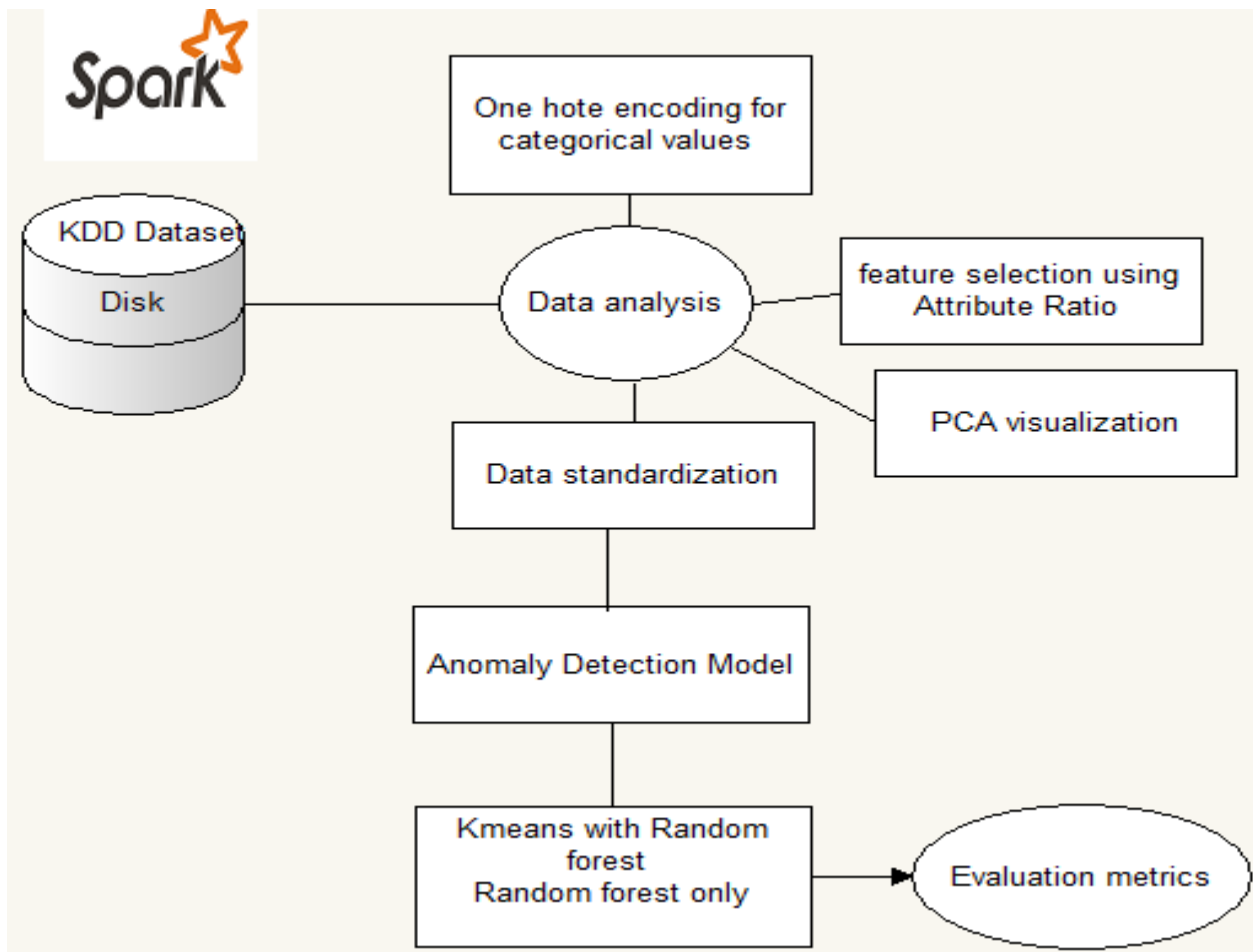 Spark
One hote encoding for
categorical values
KDD Dataset
Disk
Data analysis
feature selection using
Attribute Ratio
PCA visualization
Data standardization
Anomaly Detection Model
Kmeans with Random
forest
Random forest only
Evaluation metrics